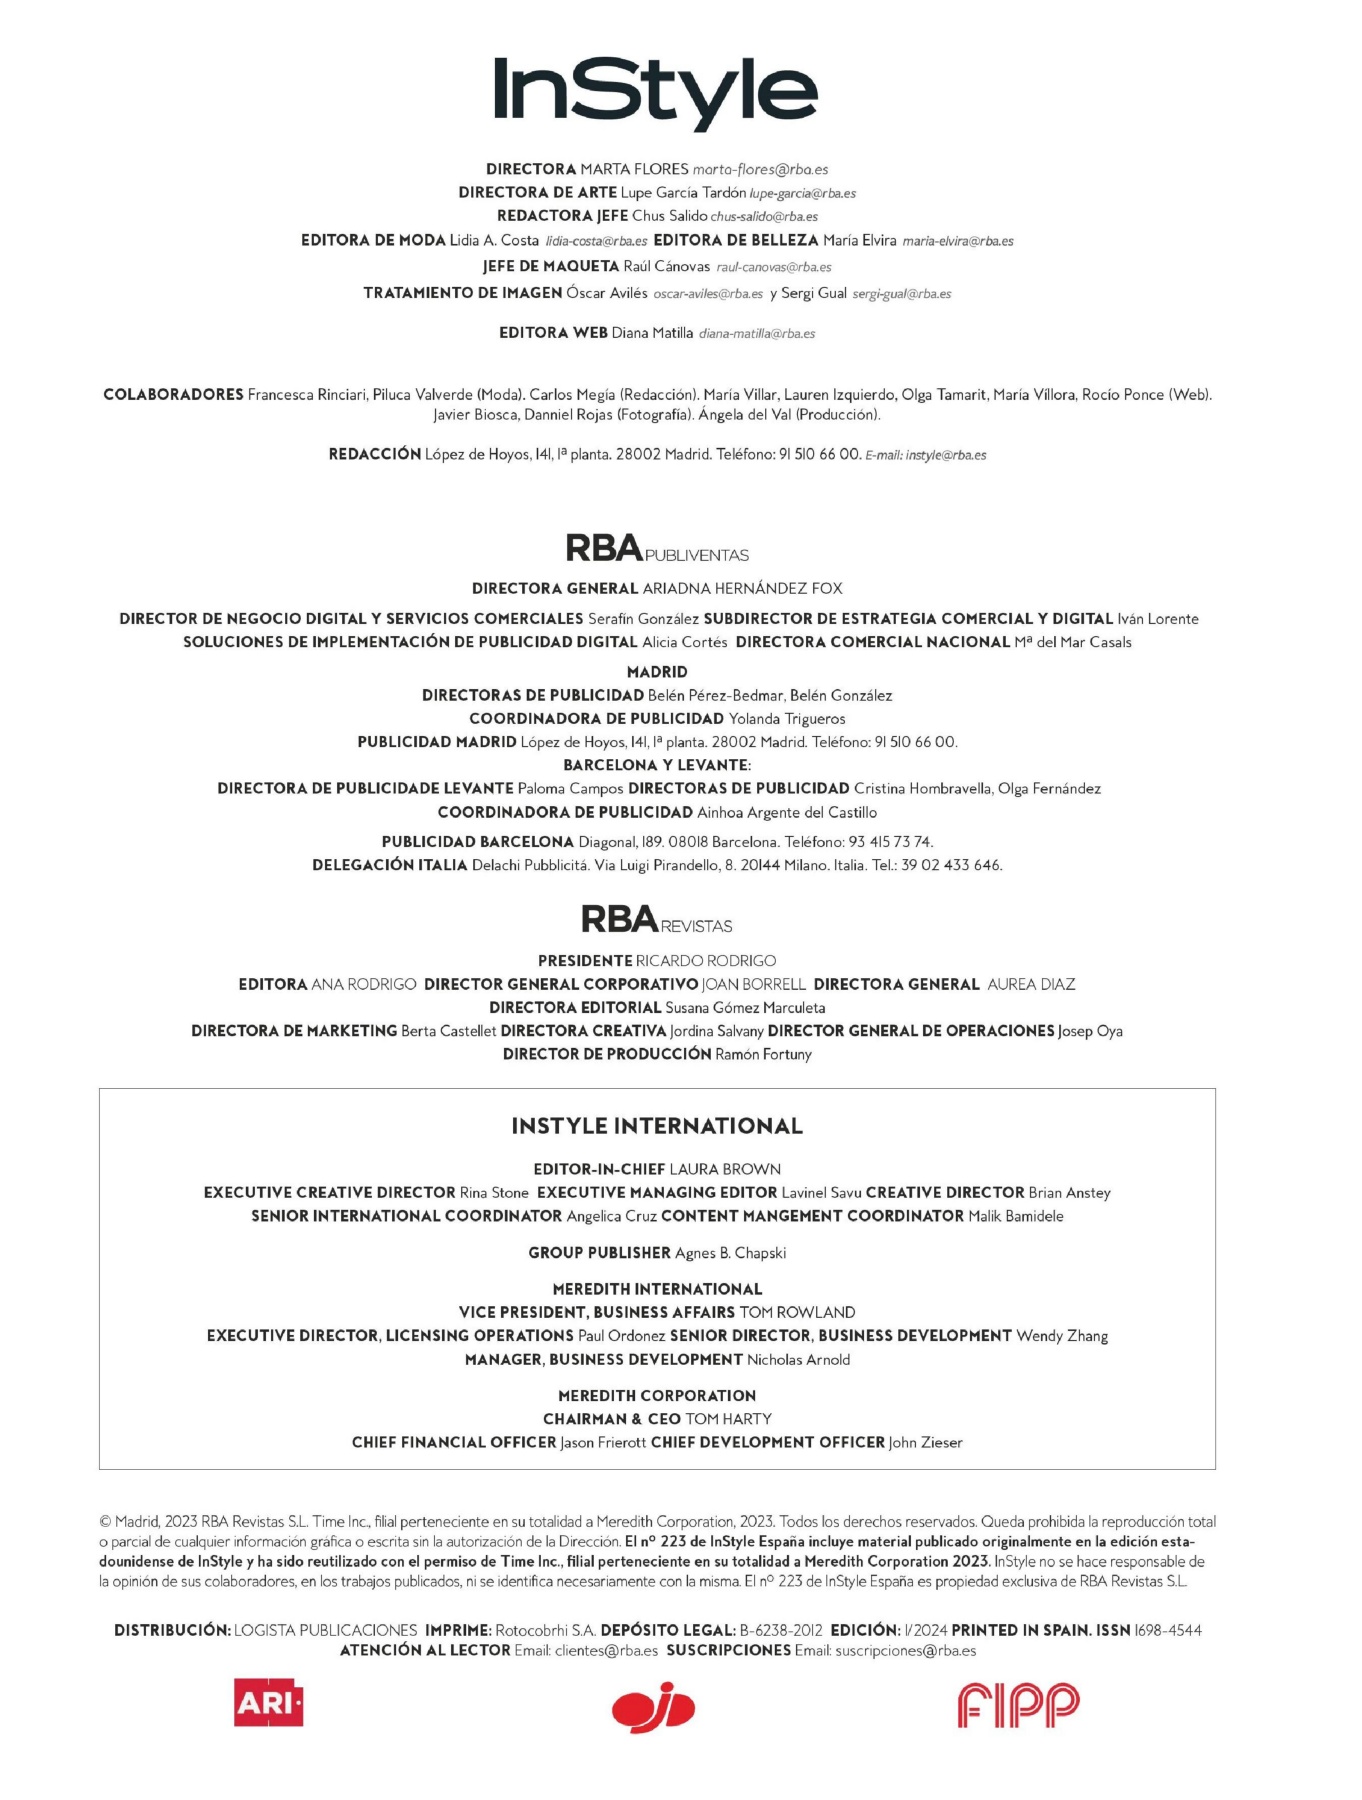 InStyle
DIRECTORA MARTA FLORES marta-flores@rba.es
DIRECTORA DE ARTE Lupe García Tardón lupe-garcia@rba.es
REDACTORA JEFE Chus Salido chus-salido@rba.es
EDITORA DE MODA Lidia A. Costa lidia-costa@rba.es EDITORA DE BELLEZA María Elvira maria-elvira@rba.es
JEFE DE MAQUETA Raúl Cánovas raul-canovas@rba.es
TRATAMIENTO DE IMAGEN Óscar Avilés oscar-aviles@rba.es y Sergi Gual sergi-gual@rba.es
EDITORA WEB Diana Matilla diana-matilla@rba.es
COLABORADORES Francesca Rinciari, Piluca Valverde (Moda). Carlos Megía (Redacción). María Villar, Lauren Izquierdo, Olga Tamarit, María Víllora, Rocío Ponce (Web).
Javier Biosca, Danniel Rojas (Fotografía). Ángela del Val (Producción).
REDACCIÓN López de Hoyos, 141, 1ª planta. 28002 Madrid. Teléfono: 91 510 66 00. E-mail: instyle@rba.es
RBA PUBLIVENTAS
DIRECTORA GENERAL ARIADNA HERNÁNDEZ FOX
DIRECTOR DE NEGOCIO DIGITAL Y SERVICIOS COMERCIALES Serafín González SUBDIRECTOR DE ESTRATEGIA COMERCIAL Y DIGITAL Iván Lorente
SOLUCIONES DE IMPLEMENTACIÓN DE PUBLICIDAD DIGITAL Alicia Cortés DIRECTORA COMERCIAL NACIONAL Mª del Mar Casals
MADRID
DIRECTORAS DE PUBLICIDAD Belén Pérez-Bedmar, Belén González
COORDINADORA DE PUBLICIDAD Yolanda Trigueros
PUBLICIDAD MADRID López de Hoyos, 141, 1ª planta. 28002 Madrid. Teléfono: 91 510 66 00.
BARCELONA Y LEVANTE:
DIRECTORA DE PUBLICIDADE LEVANTE Paloma Campos DIRECTORAS DE PUBLICIDAD Cristina Hombravella, Olga Fernández
COORDINADORA DE PUBLICIDAD Ainhoa Argente del Castillo
PUBLICIDAD BARCELONA Diagonal, 189. 08018 Barcelona. Teléfono: 93 415 73 74.
DELEGACIÓN ITALIA Delachi Pubblicitá. Via Luigi Pirandello, 8. 20144 Milano. Italia. Tel.: 39 02 433 646.
RBA REVISTAS
PRESIDENTE RICARDO RODRIGO
EDITORA ANA RODRIGO DIRECTOR GENERAL CORPORATIVO JOAN BORRELL DIRECTORA GENERAL AUREA DIAZ
DIRECTORA EDITORIAL Susana Gómez Marculeta
DIRECTORA DE MARKETING Berta Castellet DIRECTORA CREATIVA Jordina Salvany DIRECTOR GENERAL DE OPERACIONES Josep Oya
DIRECTOR DE PRODUCCIÓN Ramón Fortuny
INSTYLE INTERNATIONAL
EDITOR-IN-CHIEF LAURA BROWN
EXECUTIVE CREATIVE DIRECTOR Rina Stone EXECUTIVE MANAGING EDITOR Lavinel Savu CREATIVE DIRECTOR Brian Anstey
SENIOR INTERNATIONAL COORDINATOR Angelica Cruz CONTENT MANGEMENT COORDINATOR Malik Bamidele
GROUP PUBLISHER Agnes B. Chapski
MEREDITH INTERNATIONAL
VICE PRESIDENT, BUSINESS AFFAIRS TOM ROWLAND
EXECUTIVE DIRECTOR, LICENSING OPERATIONS Paul Ordonez SENIOR DIRECTOR, BUSINESS DEVELOPMENT Wendy Zhang
MANAGER, BUSINESS DEVELOPMENT Nicholas Arnold
MEREDITH CORPORATION
CHAIRMAN & CEO TOM HARTY
CHIEF FINANCIAL OFFICER Jason Frierott CHIEF DEVELOPMENT OFFICER John Zieser
© Madrid, 2023 RBA Revistas S.L. Time Inc., filial perteneciente en su totalidad a Meredith Corporation, 2023. Todos los derechos reservados. Queda prohibida la reproducción total
o parcial de cualquier información gráfica o escrita sin la autorización de la Dirección. El nº 223 de InStyle España incluye material publicado originalmente en la edición esta-
dounidense de InStyle y ha sido reutilizado con el permiso de Time Inc., filial perteneciente en su totalidad a Meredith Corporation 2023. InStyle no se hace responsable de
la opinión de sus colaboradores, en los trabajos publicados, ni se identifica necesariamente con la misma. El nº 223 de InStyle España es propiedad exclusiva de RBA Revistas S.L.
DISTRIBUCIÓN: LOGISTA PUBLICACIONES IMPRIME: Rotocobrhi S.A. DEPÓSITO LEGAL: B-6238-2012 EDICIÓN: 1/2024 PRINTED IN SPAIN. ISSN 1698-4544
ATENCIÓN AL LECTOR Email: clientes@rba.es SUSCRIPCIONES Email: suscripciones@rba.es
ARI ojd FIPP